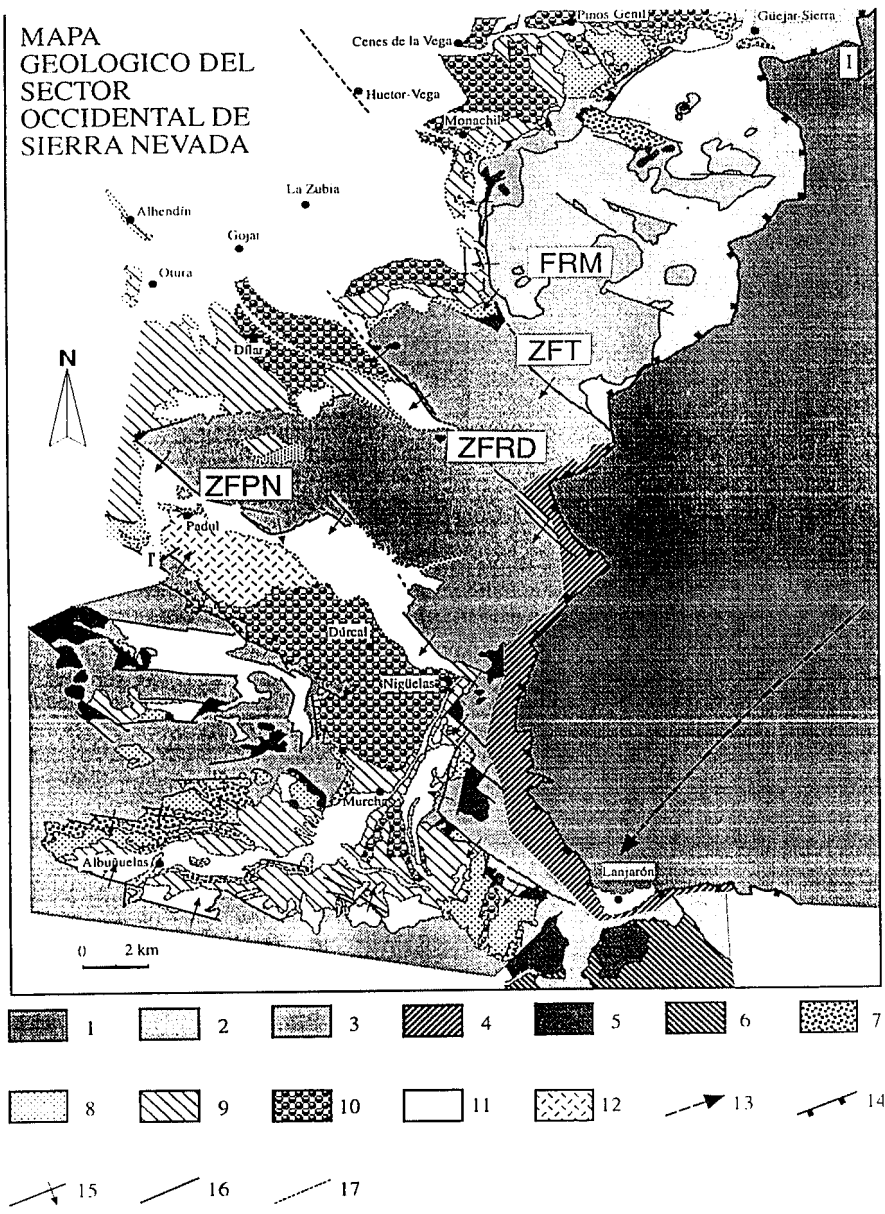 MAPA
GEOLOGICO DEL
SECTOR
OCCIDENTAL DE
SIERRA NEVADA
Pinos Genil
Güejar-Sierra
Cenes de la Vega
I
Huetor-Vega
Monachil
La Zubia
Alhendín
Gojar
Otura
FRM
Dílar
ZFT
N
ZFRD
ZFPN
Padul
I'
Dúrcal
Nigüelas
Murchas
Albuñuelas
Lanjarón
0 2 km
1 2 3 4 5 6 7
8 9 10 11 12 13 14
15 16 17